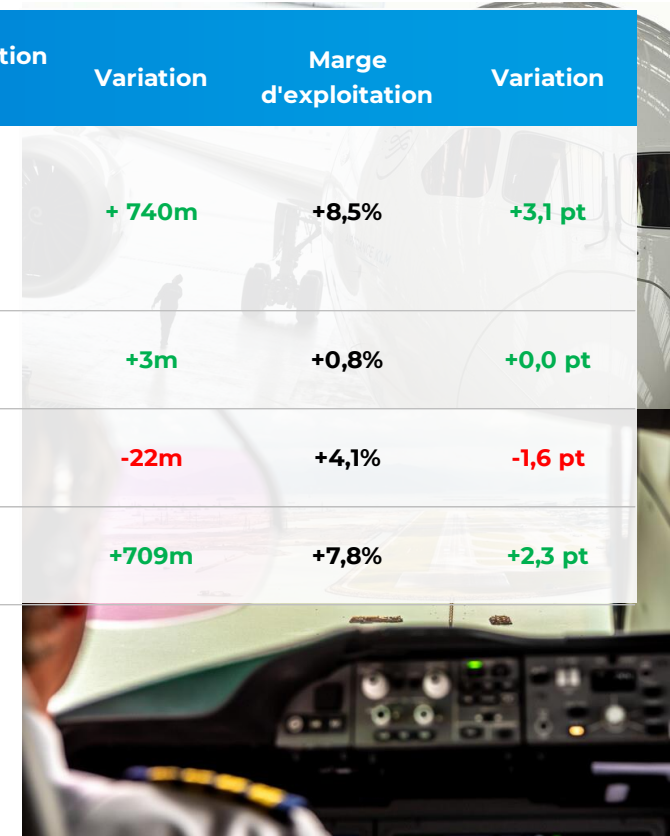 tion
Variation
Marge
d'exploitation
Variation
+ 740m
+8,5%
+3,1 pt
+3m
+0,8%
+0,0 pt
-22m
+4,1%
-1,6 pt
+709m
+7,8%
+2,3 pt